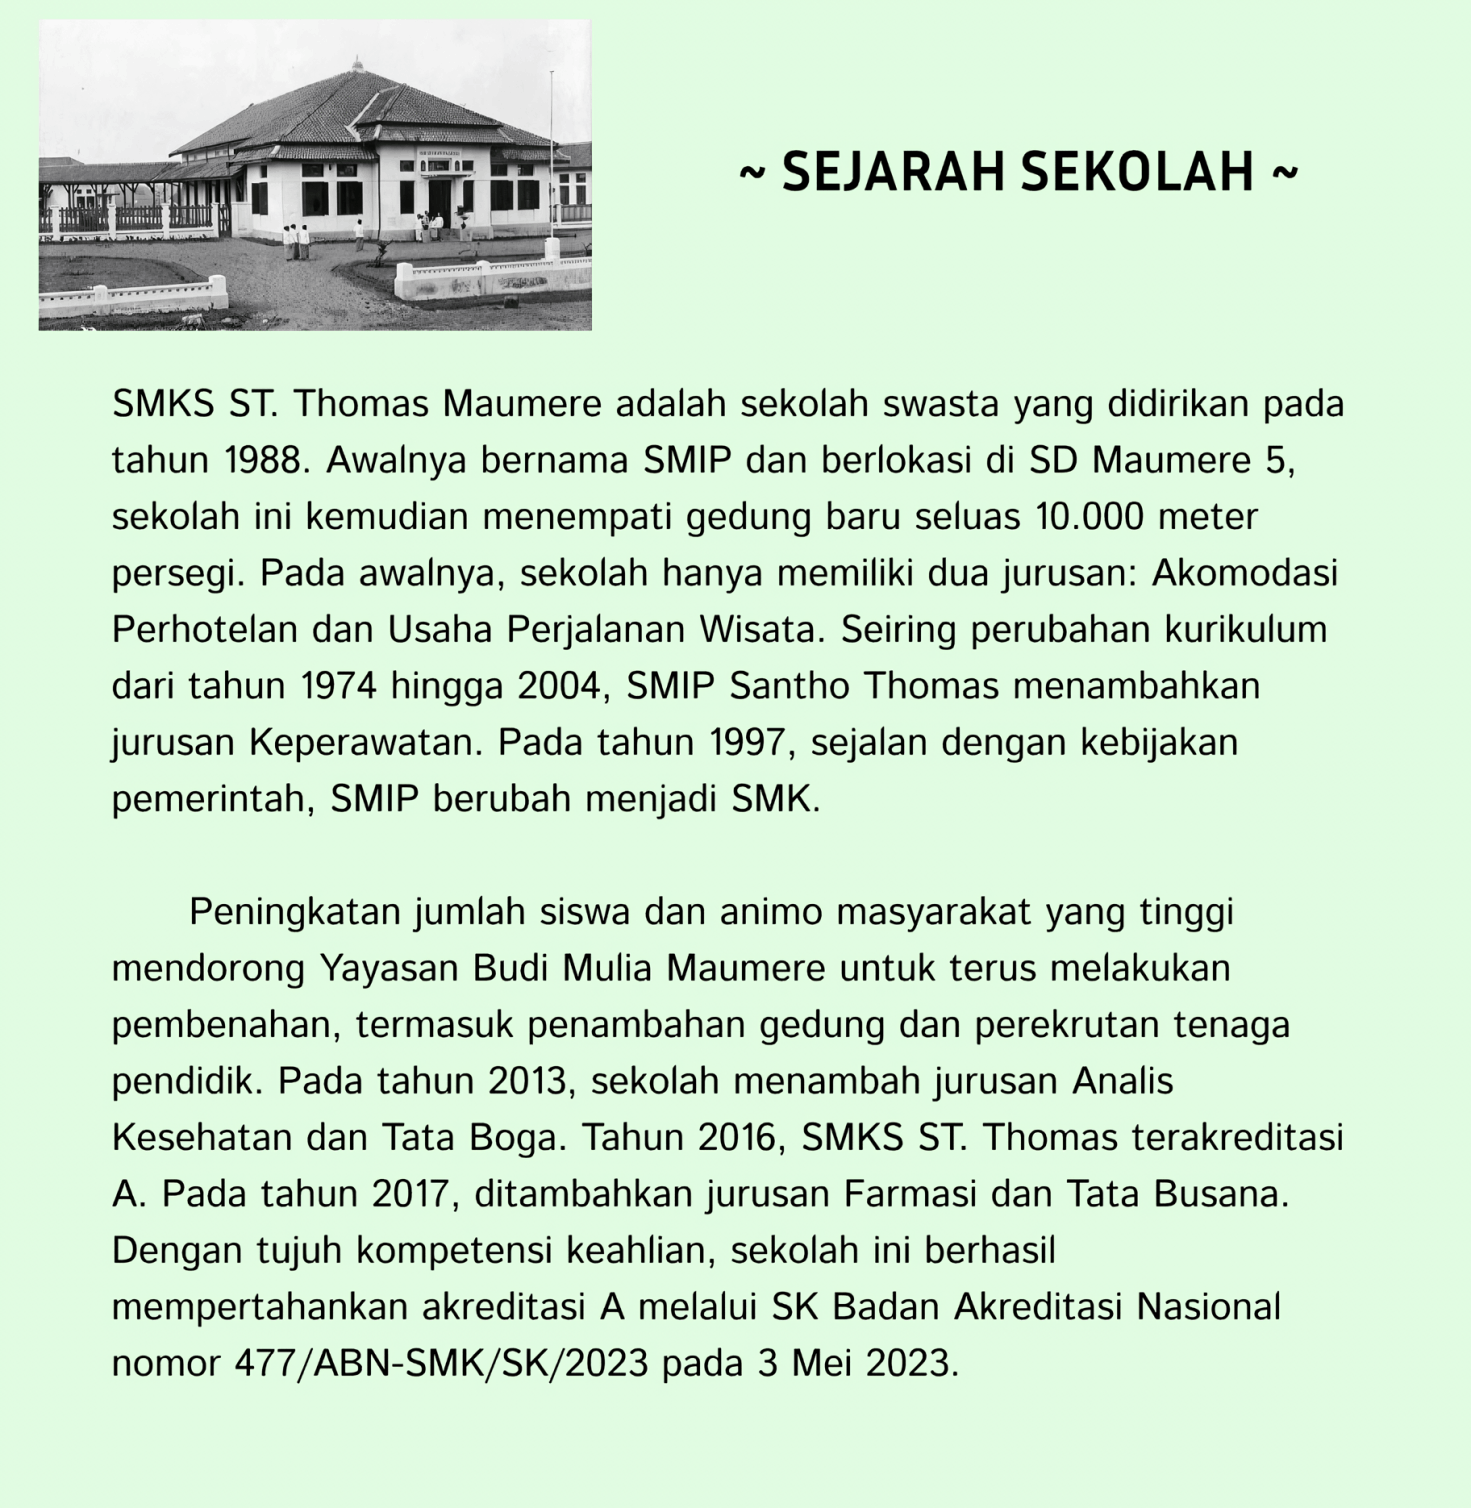 ~ SEJARAH SEKOLAH ~
SMKS ST. Thomas Maumere adalah sekolah swasta yang didirikan pada
tahun 1988. Awalnya bernama SMIP dan berlokasi di SD Maumere 5,
sekolah ini kemudian menempati gedung baru seluas 10.000 meter
persegi. Pada awalnya, sekolah hanya memiliki dua jurusan: Akomodasi
Perhotelan dan Usaha Perjalanan Wisata. Seiring perubahan kurikulum
dari tahun 1974 hingga 2004, SMIP Santho Thomas menambahkan
jurusan Keperawatan. Pada tahun 1997, sejalan dengan kebijakan
pemerintah, SMIP berubah menjadi SMK.
Peningkatan jumlah siswa dan animo masyarakat yang tinggi
mendorong Yayasan Budi Mulia Maumere untuk terus melakukan
pembenahan, termasuk penambahan gedung dan perekrutan tenaga
pendidik. Pada tahun 2013, sekolah menambah jurusan Analis
Kesehatan dan Tata Boga. Tahun 2016, SMKS ST. Thomas terakreditasi
A. Pada tahun 2017, ditambahkan jurusan Farmasi dan Tata Busana.
Dengan tujuh kompetensi keahlian, sekolah ini berhasil
mempertahankan akreditasi A melalui SK Badan Akreditasi Nasional
nomor 477/ABN-SMK/SK/2023 pada 3 Mei 2023.